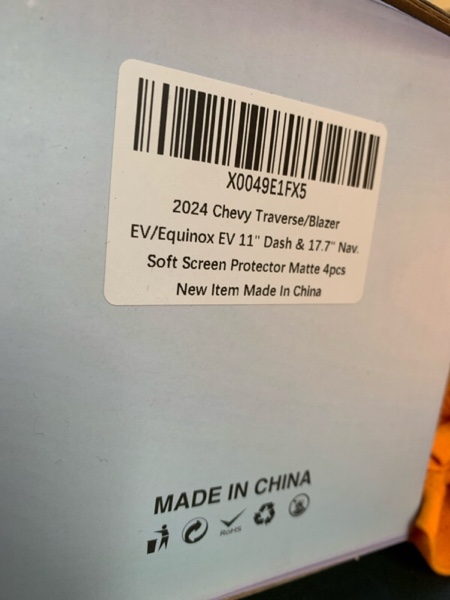 X0049E1FX5
2024 Chevy Traverse/Blazer
EV/Equinox EV 11" Dash & 17.7" Nav.
Soft Screen Protector Matte 4pcs
New Item Made In China
MADE IN CHINA
RoHS